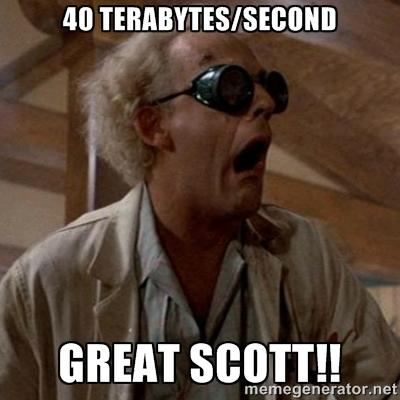 40 TERABYTES/SECOND
GREAT SCOTT!!
memegenerator.net